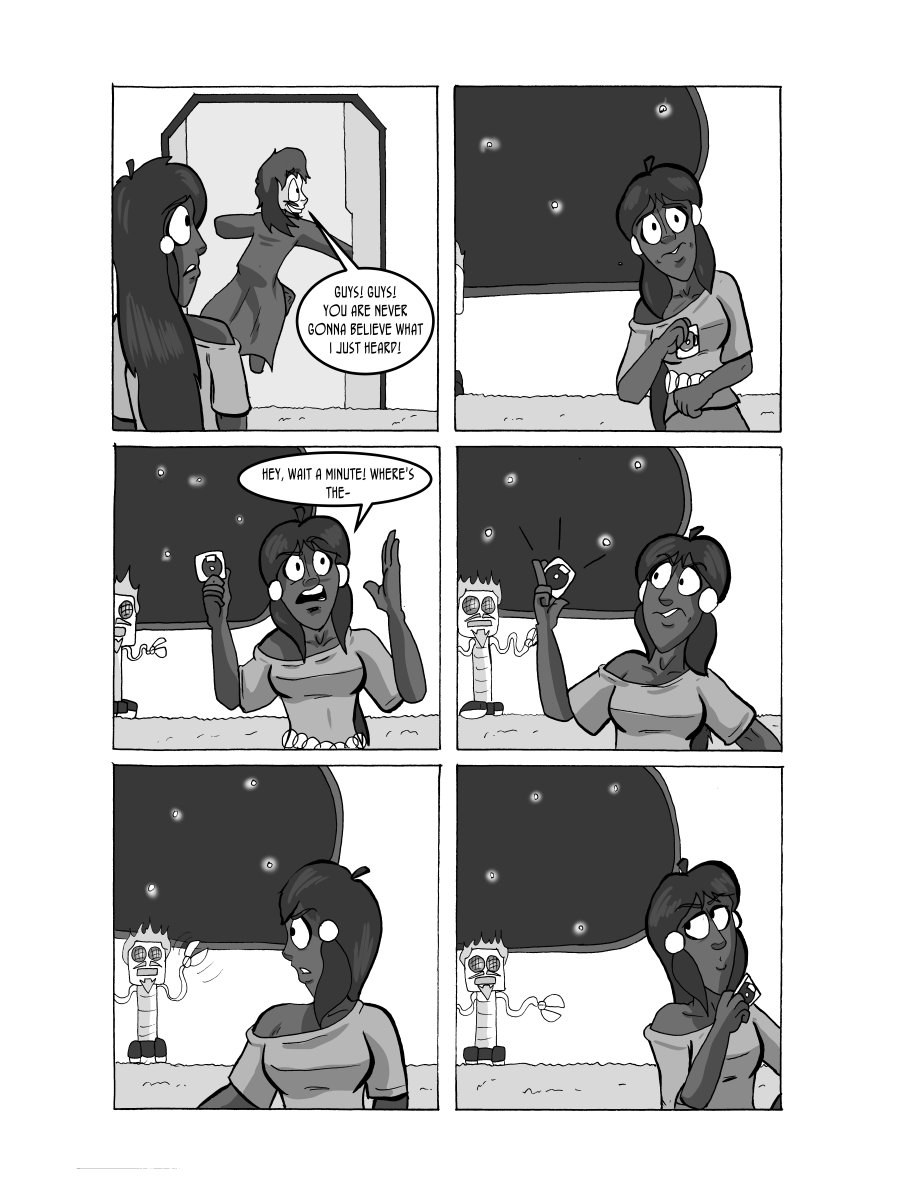 GUYS! GUYS!
YOU ARE NEVER
GONNA BELIEVE WHAT
I JUST HEARD!
HEY, WAIT A MINUTE! WHERE'S
THE-